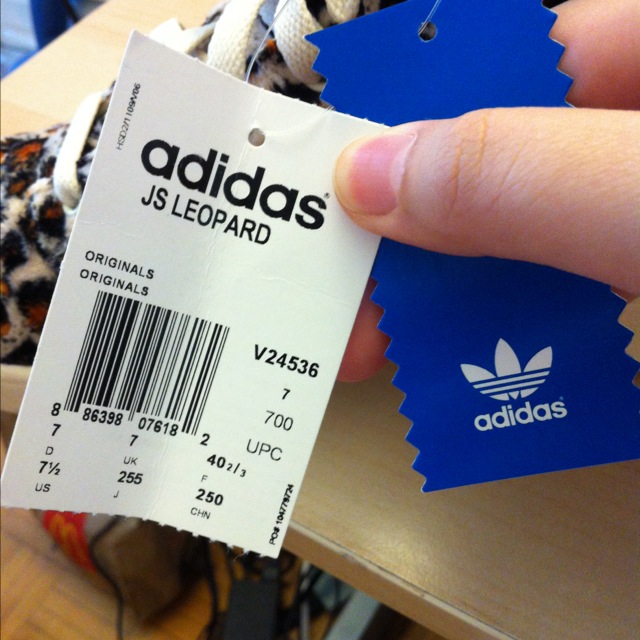 adidas
JS LEOPARD
ORIGINALS
ORIGINALS
V24536
7
700
UPC
8 86398 07618 2
7 7 40 2/3
D UK F
7½ 255 250
US J CHN
adidas